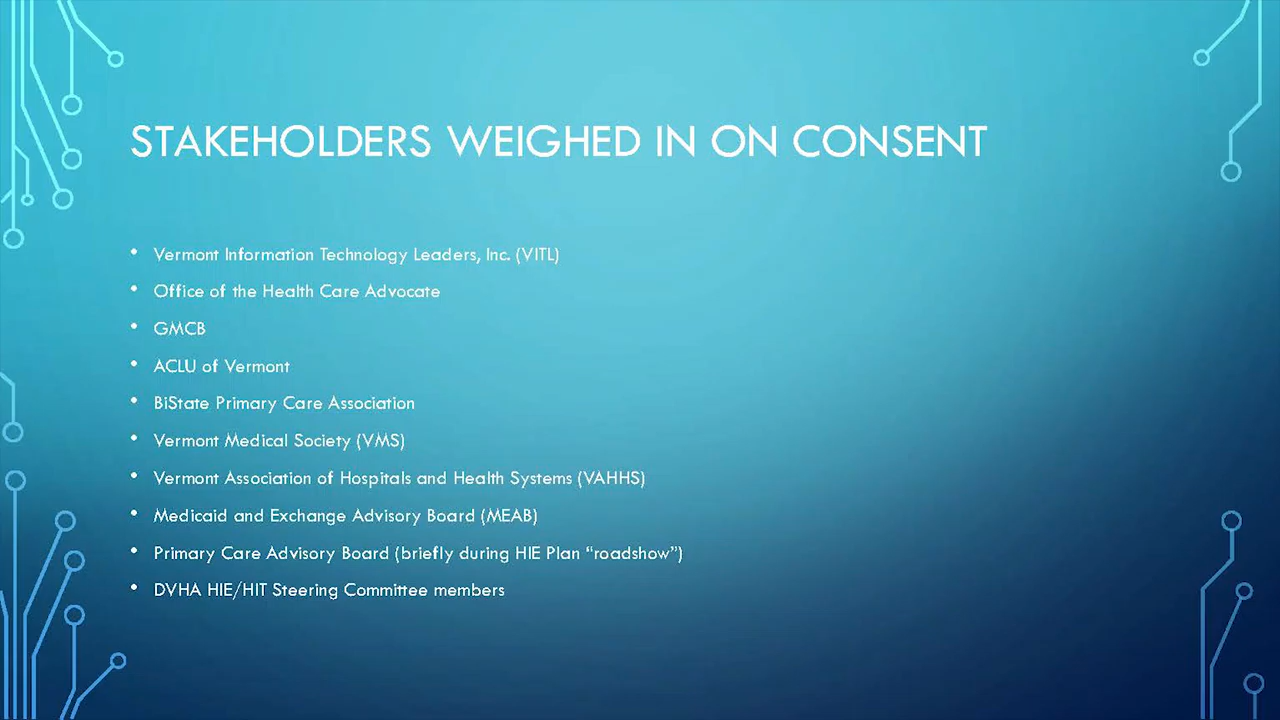 STAKEHOLDERS WEIGHED IN ON CONSENT
• Vermont Information Technology Leaders, Inc. (VITL)
• Office of the Health Care Advocate
• GMCB
• ACLU of Vermont
• BiState Primary Care Association
• Vermont Medical Society (VMS)
• Vermont Association of Hospitals and Health Systems (VAHHS)
• Medicaid and Exchange Advisory Board (MEAB)
• Primary Care Advisory Board (briefly during HIE Plan “roadshow”)
• DVHA HIE/HIT Steering Committee members